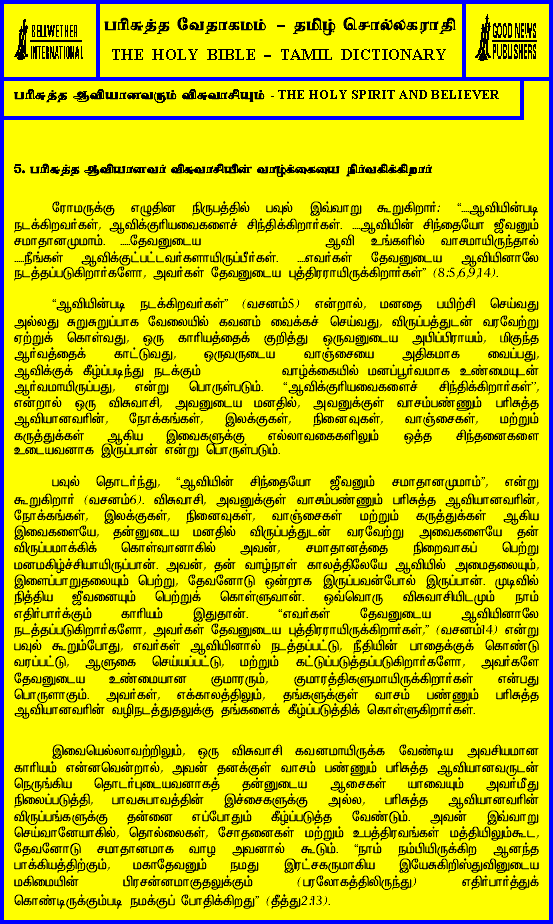 BELLWETHER
INTERNATIONAL
பரிசுத்த வேதாகமம் – தமிழ் சொல்லகராதி
THE HOLY BIBLE – TAMIL DICTIONARY
GOOD NEWS
PUBLISHERS
பரிசுத்த ஆவியானவரும் விசுவாசியும் - THE HOLY SPIRIT AND BELIEVER
5. பரிசுத்த ஆவியானவர் விசுவாசியின் வாழ்க்கையை நிர்வகிக்கிறார்
ரோமருக்கு எழுதின நிருபத்தில் பவுல் இவ்வாறு கூறுகிறார்: “....ஆவியின்படி
நடக்கிறவர்கள், ஆவிக்குரியவைகளைச் சிந்திக்கிறார்கள். ....ஆவியின் சிந்தையோ ஜீவனும்
சமாதானமுமாம். .....தேவனுடைய ஆவி உங்களில் வாசமாயிருந்தால்
.....நீங்கள் ஆவிக்குட்பட்டவர்களாயிருப்பீர்கள். ....எவர்கள் தேவனுடைய ஆவியினாலே
நடத்தப்படுகிறார்களோ, அவர்கள் தேவனுடைய புத்திரராயிருக்கிறார்கள்” (8:5,6,9,14).
“ஆவியின்படி நடக்கிறவர்கள்” (வசனம்5) என்றால், மனதை பயிற்சி செய்வது
அல்லது சுறுசுறுப்பாக வேலையில் கவனம் வைக்கச் செய்வது, விருப்பத்துடன் வரவேற்று
ஏற்றுக் கொள்வது, ஒரு காரியத்தைக் குறித்து ஒருவனுடைய அபிப்பிராயம், மிகுந்த
ஆர்வத்தைக் காட்டுவது, ஒருவருடைய வாஞ்சையை அதிகமாக வைப்பது,
ஆவிக்குக் கீழ்ப்படிந்து நடக்கும் வாழ்க்கையில் மனப்பூர்வமாக உண்மையுடன்
ஆர்வமாயிருப்பது, என்று பொருள்படும். “ஆவிக்குரியவைகளைச் சிந்திக்கிறார்கள்”,
என்றால் ஒரு விசுவாசி, அவனுடைய மனதில், அவனுக்குள் வாசம்பண்ணும் பரிசுத்த
ஆவியானவரின், நோக்கங்கள், இலக்குகள், நினைவுகள், வாஞ்சைகள், மற்றும்
கருத்துக்கள் ஆகிய இவைகளுக்கு எல்லாவகைகளிலும் ஒத்த சிந்தனைகளை
உடையவனாக இருப்பான் என்று பொருள்படும்.
பவுல் தொடர்ந்து, “ஆவியின் சிந்தையோ ஜீவனும் சமாதானமுமாம்”, என்று
கூறுகிறார் (வசனம்6). விசுவாசி, அவனுக்குள் வாசம்பண்ணும் பரிசுத்த ஆவியானவரின்,
நோக்கங்கள், இலக்குகள், நினைவுகள், வாஞ்சைகள் மற்றும் கருத்துக்கள் ஆகிய
இவைகளையே, தன்னுடைய மனதில் விருப்பத்துடன் வரவேற்று அவைகளையே தன்
விருப்பமாக்கிக் கொள்வானாகில் அவன், சமாதானத்தை நிறைவாகப் பெற்று
மனமகிழ்ச்சியாயிருப்பான். அவன், தன் வாழ்நாள் காலத்திலேயே ஆவியில் அமைதலையும்,
இளைப்பாறுதலையும் பெற்று, தேவனோடு ஒன்றாக இருப்பவன்போல் இருப்பான். முடிவில்
நித்திய ஜீவனையும் பெற்றுக் கொள்ளுவான். ஒவ்வொரு விசுவாசியிடமும் நாம்
எதிர்பார்க்கும் காரியம் இதுதான். “எவர்கள் தேவனுடைய ஆவியினாலே
நடத்தப்படுகிறார்களோ, அவர்கள் தேவனுடைய புத்திரராயிருக்கிறார்கள்,” (வசனம்14) என்று
பவுல் கூறும்போது, எவர்கள் ஆவியினால் நடத்தப்பட்டு, நீதியின் பாதைக்குக் கொண்டு
வரப்பட்டு, ஆளுகை செய்யப்பட்டு, மற்றும் கட்டுப்படுத்தப்படுகிறார்களோ, அவர்களே
தேவனுடைய உண்மையான குமாரரும், குமாரத்திகளுமாயிருக்கிறார்கள் என்பது
பொருளாகும். அவர்கள், எக்காலத்திலும், தங்களுக்குள் வாசம் பண்ணும் பரிசுத்த
ஆவியானவரின் வழிநடத்துதலுக்கு தங்களைக் கீழ்ப்படுத்திக் கொள்ளுகிறார்கள்.
இவையெல்லாவற்றிலும், ஒரு விசுவாசி கவனமாயிருக்க வேண்டிய அவசியமான
காரியம் என்னவென்றால், அவன் தனக்குள் வாசம் பண்ணும் பரிசுத்த ஆவியானவருடன்
நெருங்கிய தொடர்புடையவனாகத் தன்னுடைய ஆசைகள் யாவையும் அவர்மீது
நிலைப்படுத்தி, பாவசுபாவத்தின் இச்சைகளுக்கு அல்ல, பரிசுத்த ஆவியானவரின்
விருப்பங்களுக்கு தன்னை எப்போதும் கீழ்ப்படுத்த வேண்டும். அவன் இவ்வாறு
செய்வானேயாகில், தொல்லைகள், சோதனைகள் மற்றும் உபத்திரவங்கள் மத்தியிலும்கூட,
தேவனோடு சமாதானமாக வாழ அவனால் கூடும். “நாம் நம்பியிருக்கிற ஆனந்த
பாக்கியத்திற்கும், மகாதேவனும் நமது இரட்சகருமாகிய இயேசுகிறிஸ்துவினுடைய
மகிமையின் பிரசன்னமாகுதலுக்கும் (பரலோகத்திலிருந்து) எதிர்பார்த்துக்
கொண்டிருக்கும்படி நமக்குப் போதிக்கிறது” (தீத்து2:13).